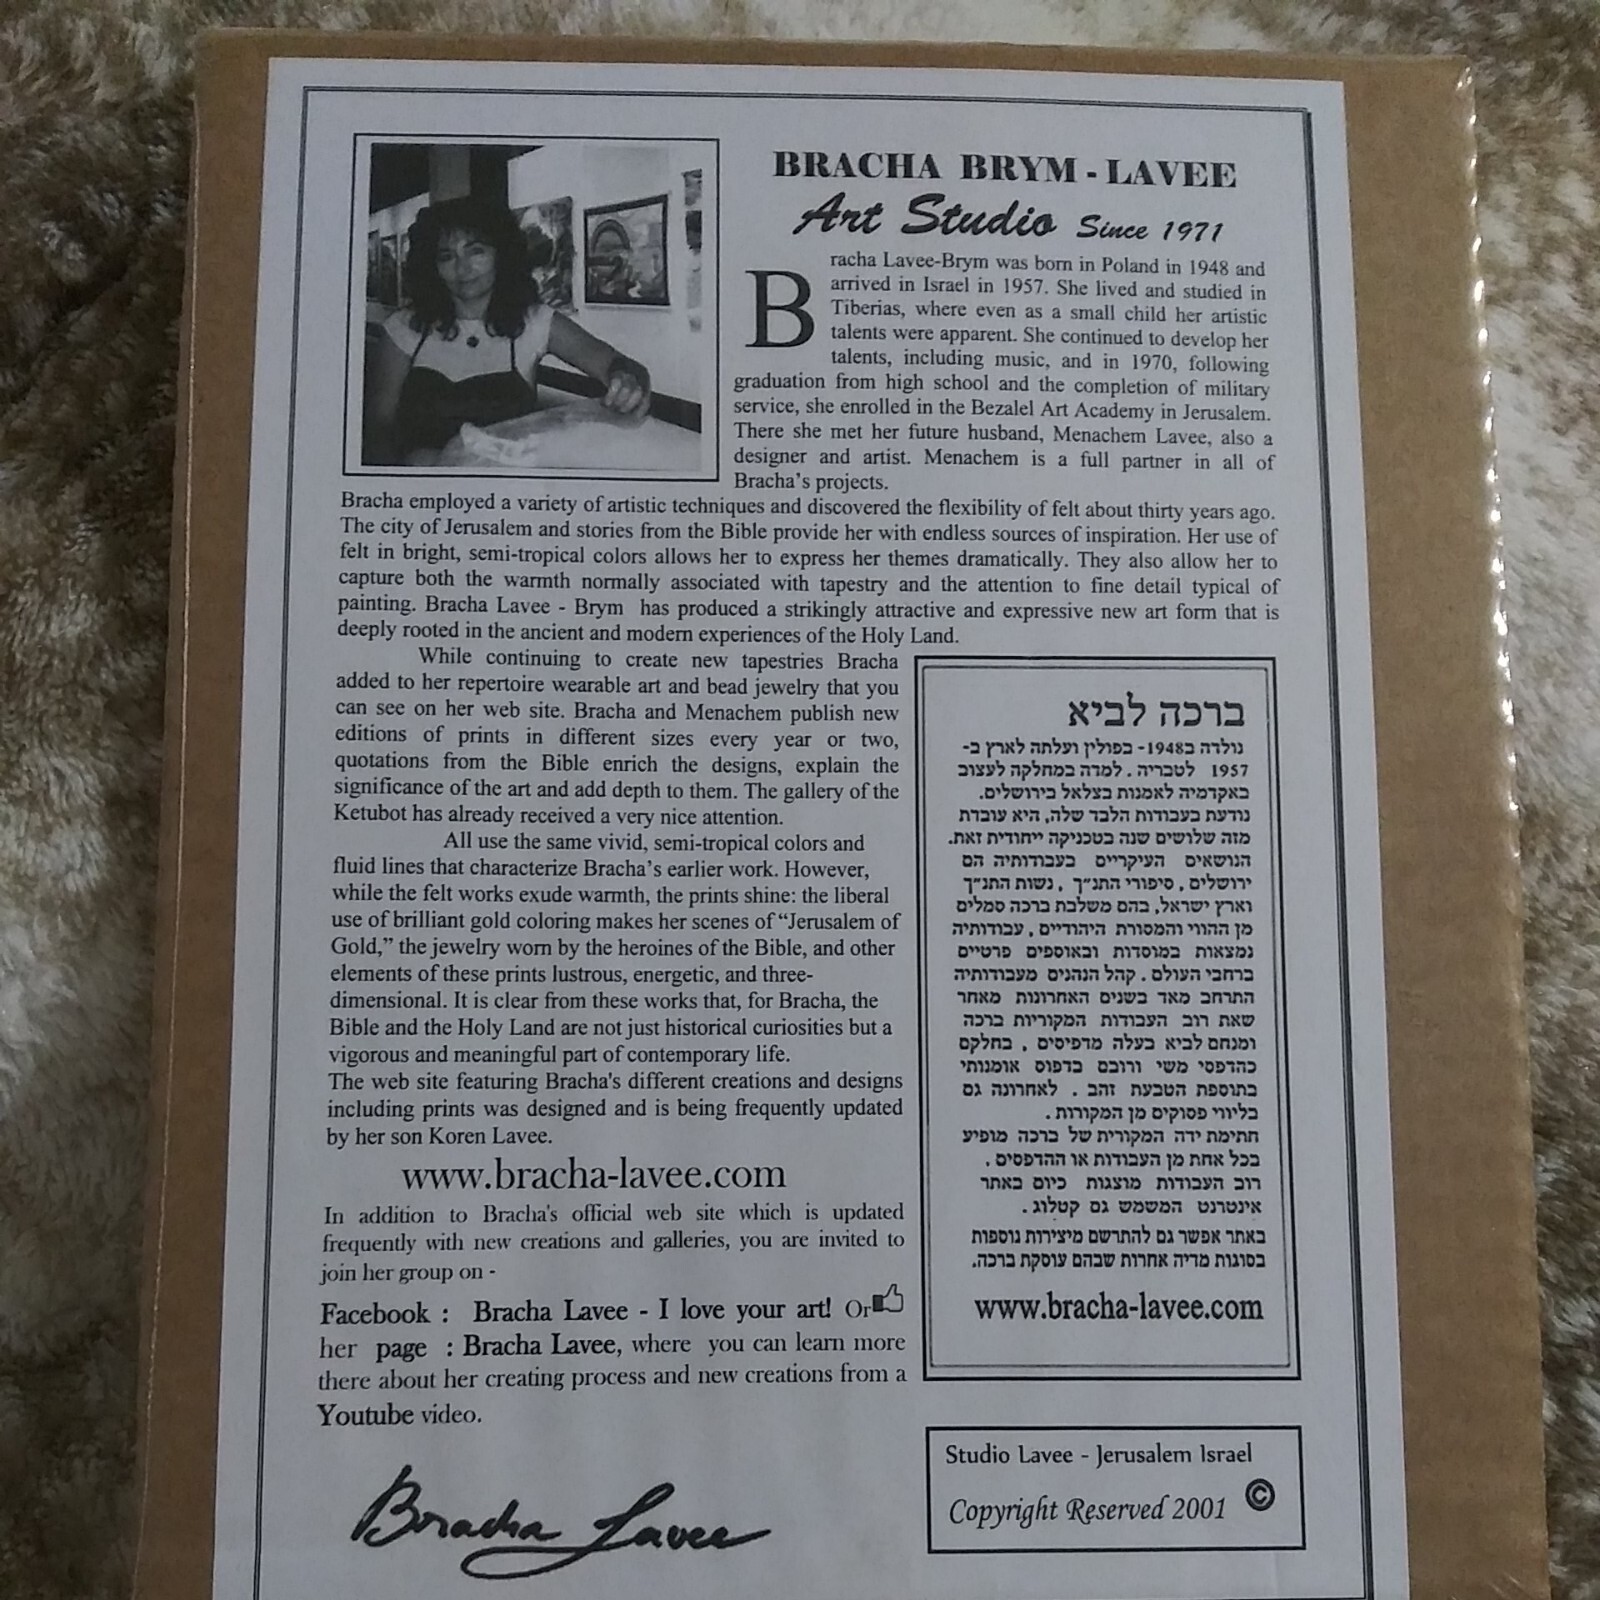 BRACHA BRYM - LAVEE
Art Studio Since 1971
Bracha Lavee-Brym was born in Poland in 1948 and
arrived in Israel in 1957. She lived and studied in
Tiberias, where even as a small child her artistic
talents were apparent. She continued to develop her
talents, including music, and in 1970, following
graduation from high school and the completion of military
service, she enrolled in the Bezalel Art Academy in Jerusalem.
There she met her future husband, Menachem Lavee, also a
designer and artist. Menachem is a full partner in all of
Bracha's projects.
Bracha employed a variety of artistic techniques and discovered the flexibility of felt about thirty years ago.
The city of Jerusalem and stories from the Bible provide her with endless sources of inspiration. Her use of
felt in bright, semi-tropical colors allows her to express her themes dramatically. They also allow her to
capture both the warmth normally associated with tapestry and the attention to fine detail typical of
painting. Bracha Lavee - Brym has produced a strikingly attractive and expressive new art form that is
deeply rooted in the ancient and modern experiences of the Holy Land.
While continuing to create new tapestries Bracha
added to her repertoire wearable art and bead jewelry that you
can see on her web site. Bracha and Menachem publish new
editions of prints in different sizes every year or two,
quotations from the Bible enrich the designs, explain the
significance of the art and add depth to them. The gallery of the
Ketubot has already received a very nice attention.
All use the same vivid, semi-tropical colors and
fluid lines that characterize Bracha's earlier work. However,
while the felt works exude warmth, the prints shine: the liberal
use of brilliant gold coloring makes her scenes of "Jerusalem of
Gold," the jewelry worn by the heroines of the Bible, and other
elements of these prints lustrous, energetic, and three-
dimensional. It is clear from these works that, for Bracha, the
Bible and the Holy Land are not just historical curiosities but a
vigorous and meaningful part of contemporary life.
The web site featuring Bracha's different creations and designs
including prints was designed and is being frequently updated
by her son Koren Lavee.
www.bracha-lavee.com
In addition to Bracha's official web site which is updated
frequently with new creations and galleries, you are invited to
join her group on -
Facebook : Bracha Lavee - I love your art! Or
her page : Bracha Lavee, where you can learn more
there about her creating process and new creations from a
Youtube video.
Bracha Lavee
ברכה לביא
נולדה ב1948- בפולין ועלתה לארץ ב-
1957 לטבריה. למדה במחלקה לעצוב
באקדמיה לאמנות בצלאל בירושלים.
נודעת בעבודות הלבד שלה, היא עובדת
מזה שלושים שנה בטכניקה ייחודית זאת.
הנושאים העיקריים בעבודותיה הם
ירושלים, סיפורי התנ״ך, נשות התנ״ך
וארץ ישראל, בהם משלבת ברכה סמלים
מן ההווי והמסורת היהודיים, עבודותיה
נמצאות במוסדות ובאוספים פרטיים
ברחבי העולם. קהל הנהנים מעבודותיה
התרחב מאד בשנים האחרונות מאחר
שאת רוב העבודות המקוריות ברכה
ומנחם לביא בעלה מדפיסים, בחלקם
כהדפסי משי ורובם בדפוס אומנותי
בתוספת הטבעת זהב. לאחרונה גם
בליווי פסוקים מן המקורות.
חתימת ידה המקורית של ברכה מופיע
בכל אחת מן העבודות או ההדפסים.
רוב העבודות מוצגות כיום באתר
אינטרנט המשמש גם קטלוג.
באתר אפשר גם להתרשם מיצירות נוספות
בסוגות מדיה אחרות שבהם עוסקת ברכה.
www.bracha-lavee.com
Studio Lavee - Jerusalem Israel
Copyright Reserved 2001 ©